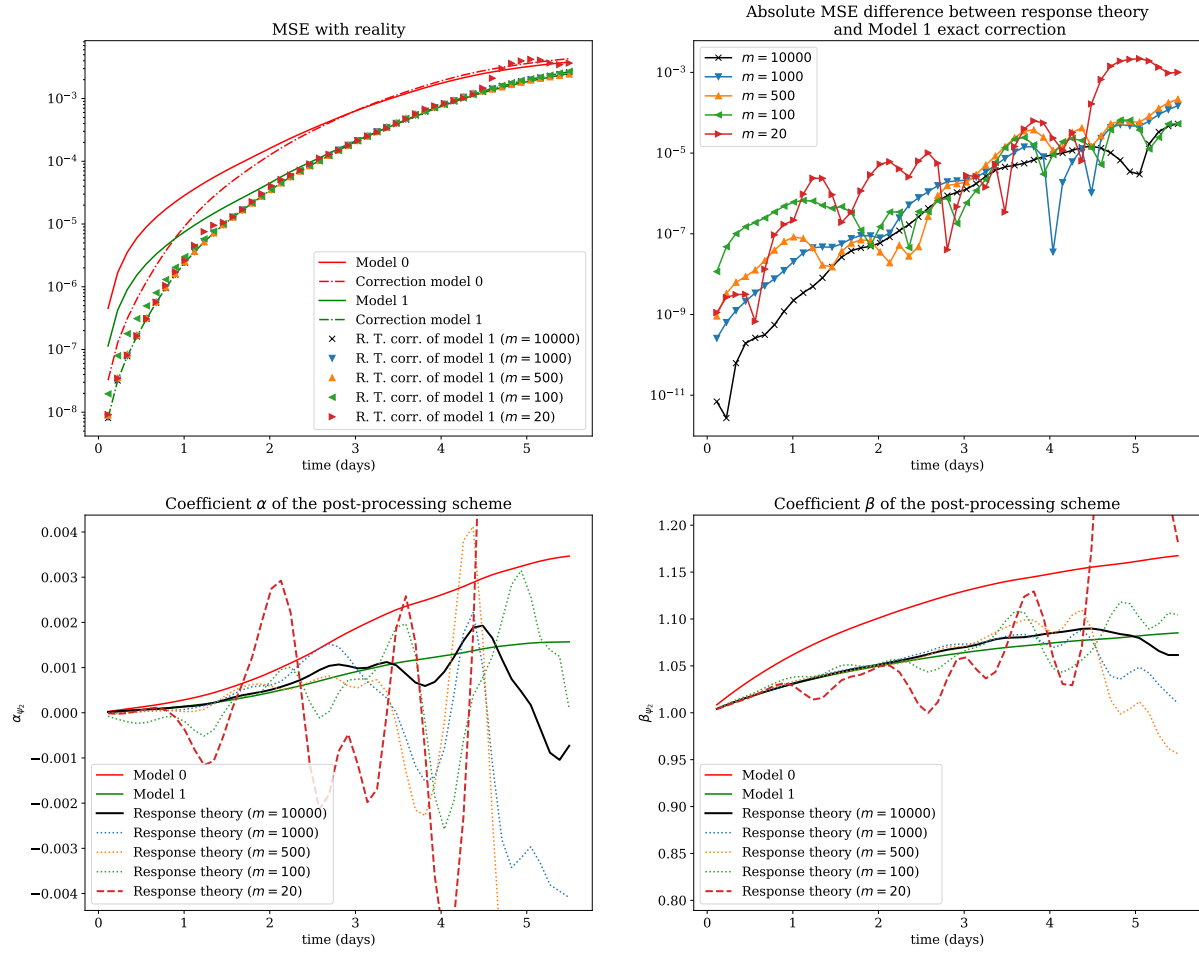 MSE with reality
10⁻³
10⁻⁴
10⁻⁵
10⁻⁶
10⁻⁷
10⁻⁸
0 1 2 3 4 5
time (days)
Model 0
Correction model 0
Model 1
Correction model 1
R. T. corr. of model 1 (m = 10000)
R. T. corr. of model 1 (m = 1000)
R. T. corr. of model 1 (m = 500)
R. T. corr. of model 1 (m = 100)
R. T. corr. of model 1 (m = 20)
Absolute MSE difference between response theory
and Model 1 exact correction
10⁻³
10⁻⁵
10⁻⁷
10⁻⁹
10⁻¹¹
0 1 2 3 4 5
time (days)
m = 10000
m = 1000
m = 500
m = 100
m = 20
Coefficient α of the post-processing scheme
α_ψ₂
0.004
0.003
0.002
0.001
0.000
−0.001
−0.002
−0.003
−0.004
0 1 2 3 4 5
time (days)
Model 0
Model 1
Response theory (m = 10000)
Response theory (m = 1000)
Response theory (m = 500)
Response theory (m = 100)
Response theory (m = 20)
Coefficient β of the post-processing scheme
β_ψ₂
1.20
1.15
1.10
1.05
1.00
0.95
0.90
0.85
0.80
0 1 2 3 4 5
time (days)
Model 0
Model 1
Response theory (m = 10000)
Response theory (m = 1000)
Response theory (m = 500)
Response theory (m = 100)
Response theory (m = 20)